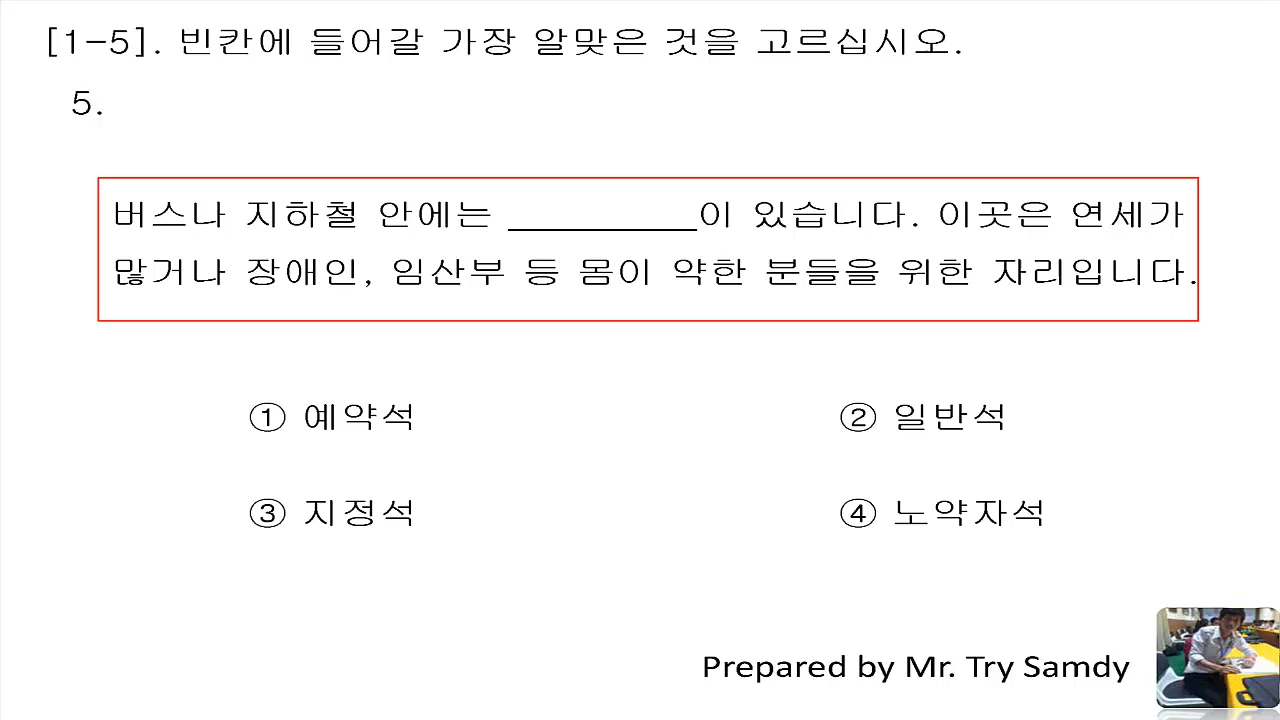 [1-5]. 빈칸에 들어갈 가장 알맞은 것을 고르십시오.
5.
버스나 지하철 안에는 __________이 있습니다. 이곳은 연세가
많거나 장애인, 임산부 등 몸이 약한 분들을 위한 자리입니다.
① 예약석 ② 일반석
③ 지정석 ④ 노약자석
Prepared by Mr. Try Samdy